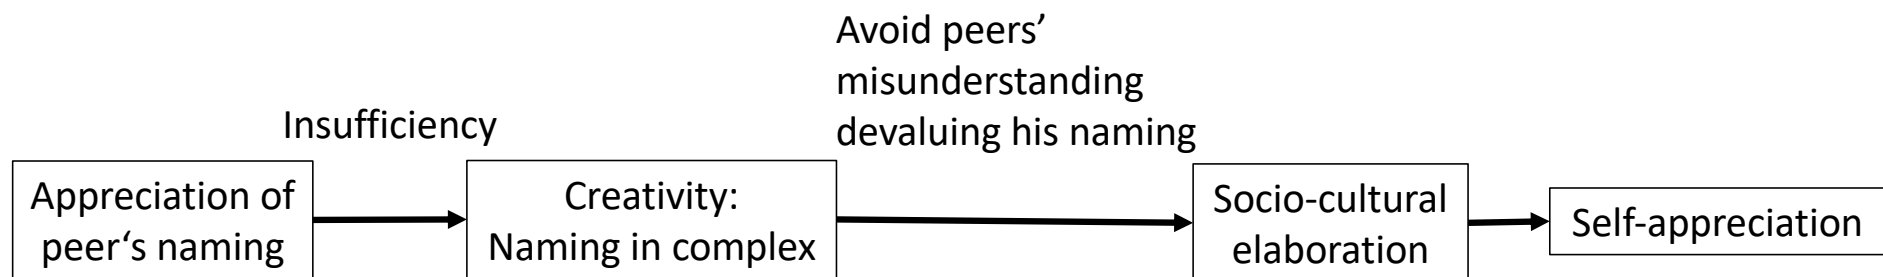 Appreciation of
peer‘s naming
Insufficiency
Creativity:
Naming in complex
Avoid peers’
misunderstanding
devaluing his naming
Socio-cultural
elaboration
Self-appreciation